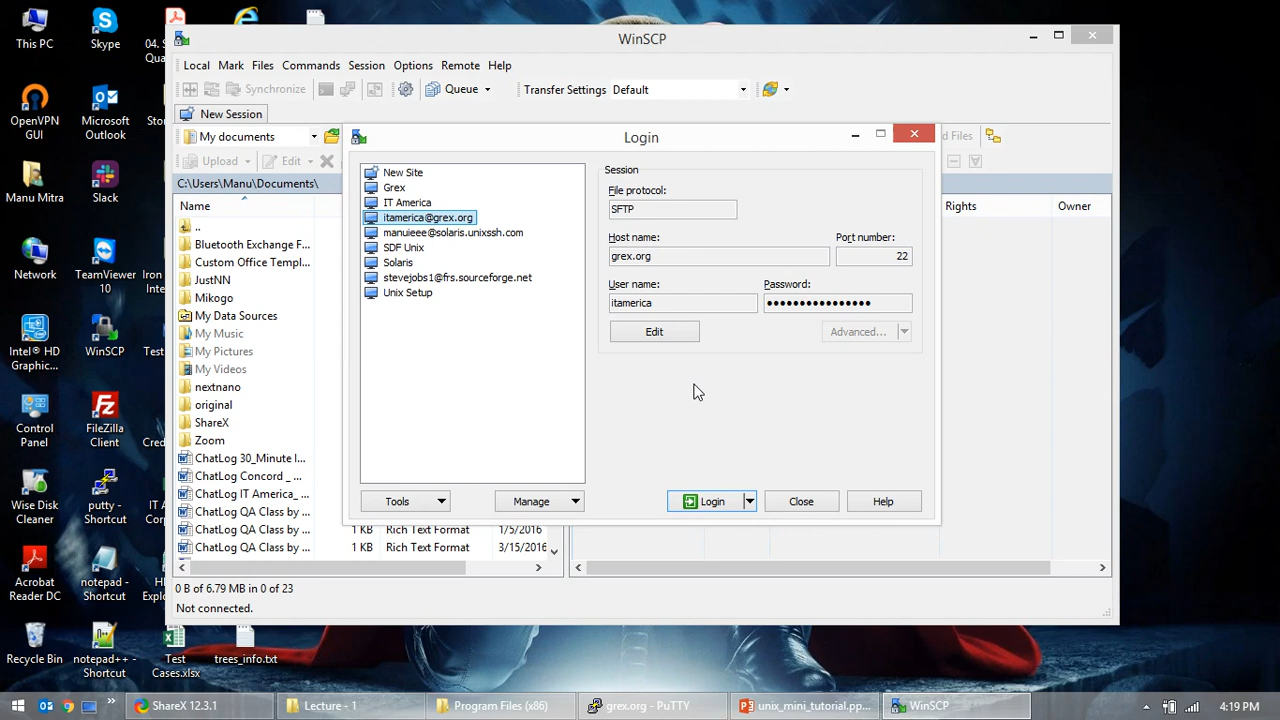 This PC
Skype
04. S
Qua
OpenVPN
GUI
Microsoft
Outlook
Stor
Manu Mitra
Slack
Network
TeamViewer
10
Iron
Intel® HD
Graphic...
WinSCP
Test
Control
Panel
FileZilla
Client
Cred
Wise Disk
Cleaner
putty -
Shortcut
IT A
Corp
Acrobat
Reader DC
notepad -
Shortcut
Explo
Recycle Bin
notepad++ -
Shortcut
Test
Cases.xlsx
trees_info.txt
WinSCP
Local Mark Files Commands Session Options Remote Help
Synchronize Queue Transfer Settings Default
New Session
My documents
d Files
Upload Edit
C:\Users\Manu\Documents\
Name Rights Owner
..
Bluetooth Exchange F...
Custom Office Templ...
JustNN
Mikogo
My Data Sources
My Music
My Pictures
My Videos
nextnano
original
ShareX
Zoom
ChatLog 30_Minute I...
ChatLog Concord _ ...
ChatLog IT America_ ...
ChatLog QA Class by ...
ChatLog QA Class by ... 1 KB Rich Text Format 1/5/2016
ChatLog QA Class by ... 1 KB Rich Text Format 3/15/2016
0 B of 6.79 MB in 0 of 23
Not connected.
Login
New Site
Grex
IT America
itamerica@grex.org
manuieee@solaris.unixssh.com
SDF Unix
Solaris
stevejobs1@frs.sourceforge.net
Unix Setup
Session
File protocol:
SFTP
Host name: Port number:
grex.org 22
User name: Password:
itamerica ••••••••••••••••
Edit Advanced...
Tools Manage Login Close Help
ShareX 12.3.1 Lecture - 1 Program Files (x86) grex.org - PuTTY unix_mini_tutorial.pp... WinSCP 4:19 PM